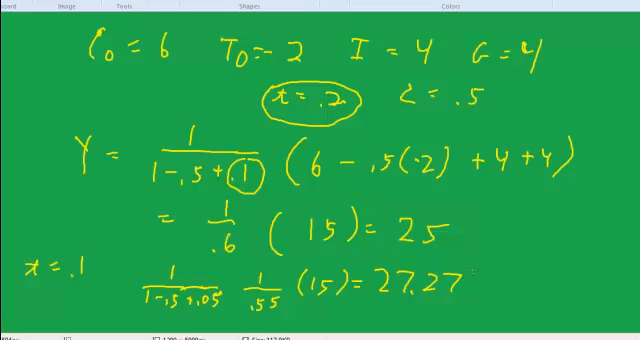 Image Tools Shapes Colors
C₀ = 6 T₀ = -2 I = 4 G = 4
t = .2 c = .5
Y = 1/(1 - .5 + .1) (6 - .5(-2) + 4 + 4)
= 1/.6 (15) = 25
t = .1 1/(1-.5+.05) 1/.55 (15) = 27.27